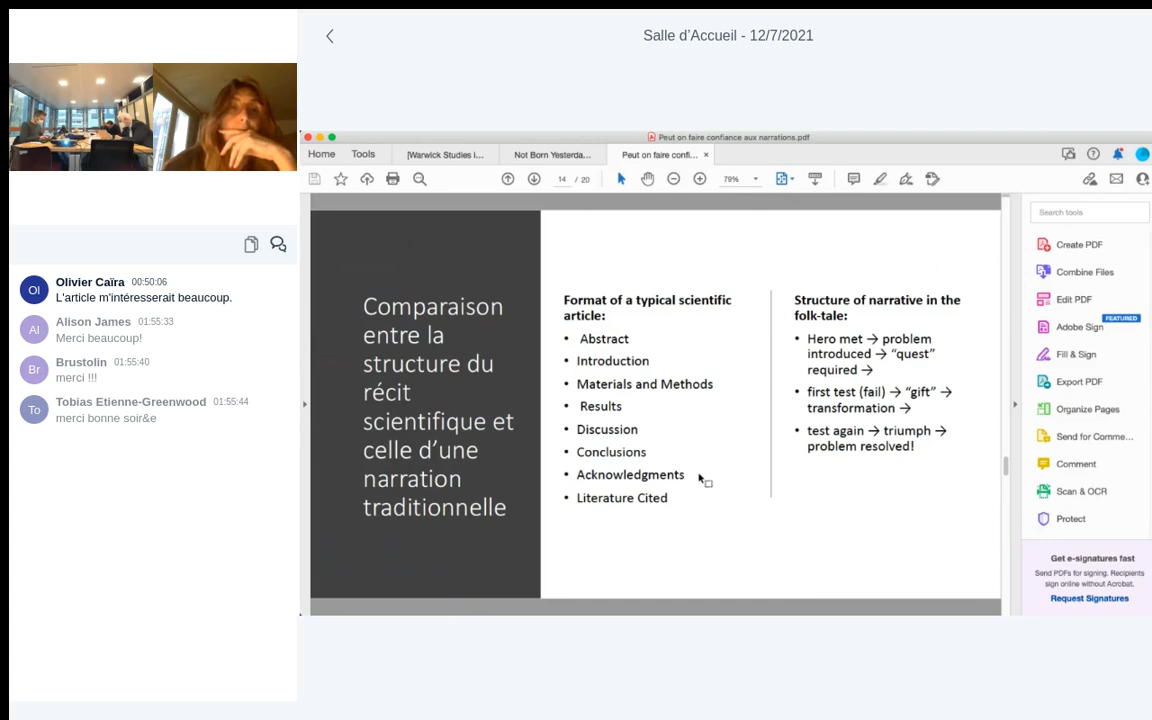 Salle d'Accueil - 12/7/2021
Ol
Olivier Caïra 00:50:06
L'article m'intéresserait beaucoup.
Al
Alison James 01:55:33
Merci beaucoup!
Br
Brustolin 01:55:40
merci !!!
To
Tobias Etienne-Greenwood 01:55:44
merci bonne soir&e
Peut on faire confiance aux narrations.pdf
Home
Tools
[Warwick Studies i...
Not Born Yesterda...
Peut on faire confi... ×
14 / 20
79%
Comparaison
entre la
structure du
récit
scientifique et
celle d'une
narration
traditionnelle
Format of a typical scientific
article:
• Abstract
• Introduction
• Materials and Methods
• Results
• Discussion
• Conclusions
• Acknowledgments
• Literature Cited
Structure of narrative in the
folk-tale:
• Hero met → problem
introduced → “quest”
required →
• first test (fail) → “gift” →
transformation →
• test again → triumph →
problem resolved!
Search tools
Create PDF
Combine Files
Edit PDF
FEATURED
Adobe Sign
Fill & Sign
Export PDF
Organize Pages
Send for Comme...
Comment
Scan & OCR
Protect
Get e-signatures fast
Send PDFs for signing. Recipients
sign online without Acrobat.
Request Signatures